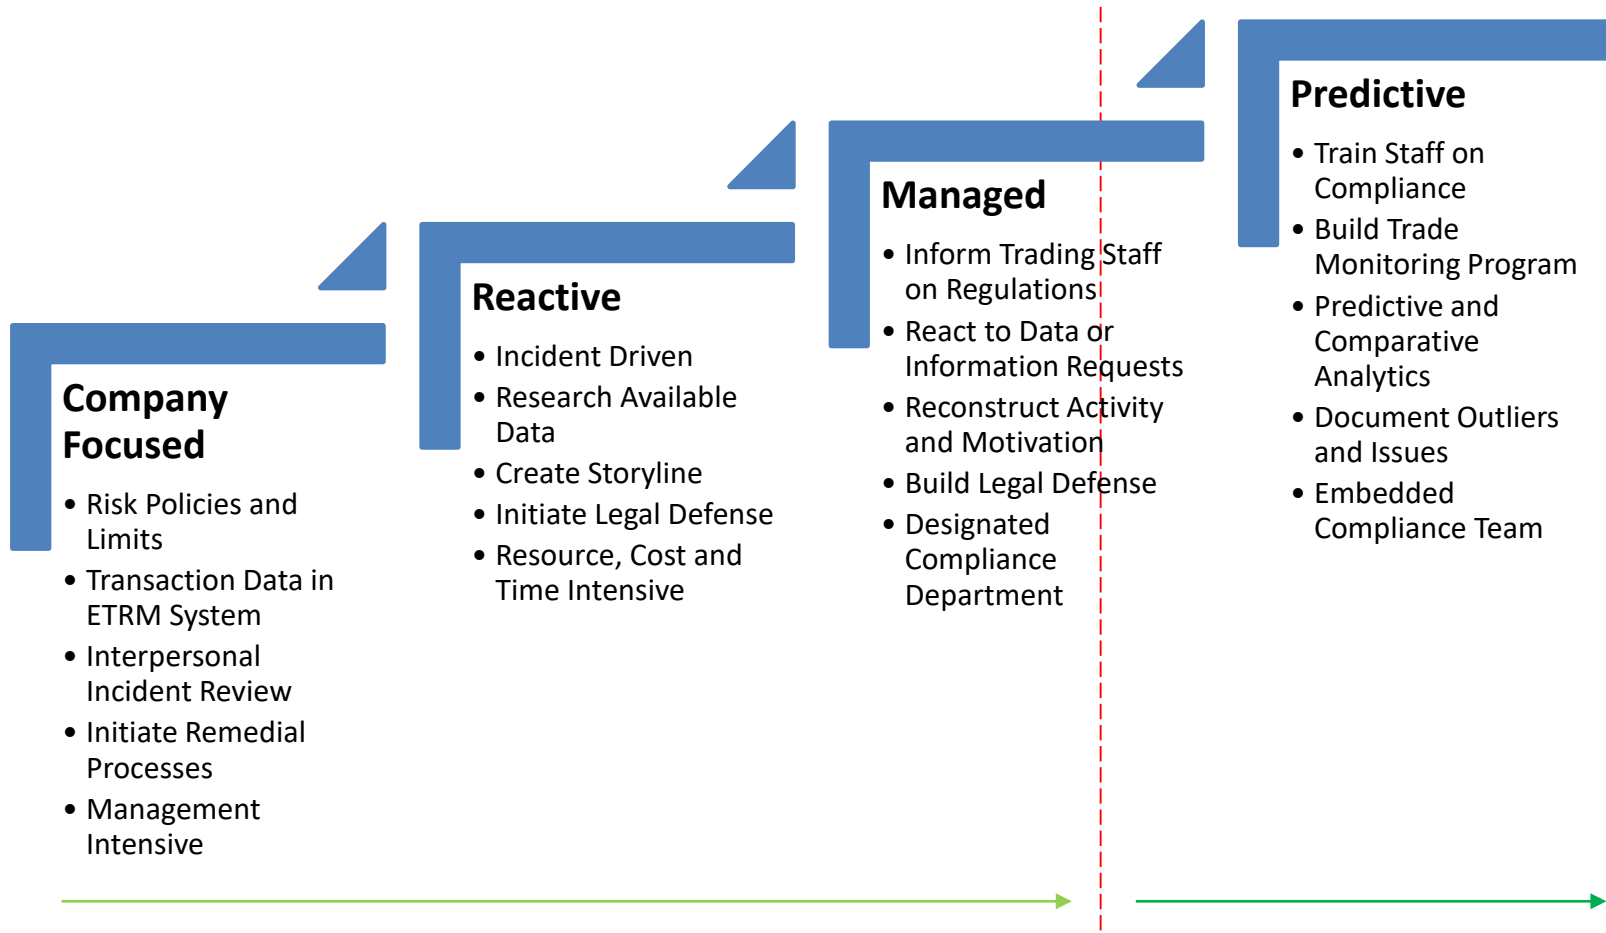 Company
Focused
• Risk Policies and
Limits
• Transaction Data in
ETRM System
• Interpersonal
Incident Review
• Initiate Remedial
Processes
• Management
Intensive
Reactive
• Incident Driven
• Research Available
Data
• Create Storyline
• Initiate Legal Defense
• Resource, Cost and
Time Intensive
Managed
• Inform Trading Staff
on Regulations
• React to Data or
Information Requests
• Reconstruct Activity
and Motivation
• Build Legal Defense
• Designated
Compliance
Department
Predictive
• Train Staff on
Compliance
• Build Trade
Monitoring Program
• Predictive and
Comparative
Analytics
• Document Outliers
and Issues
• Embedded
Compliance Team